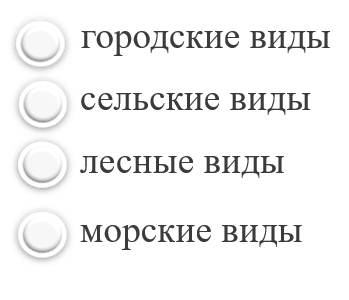 городские виды
сельские виды
лесные виды
морские виды